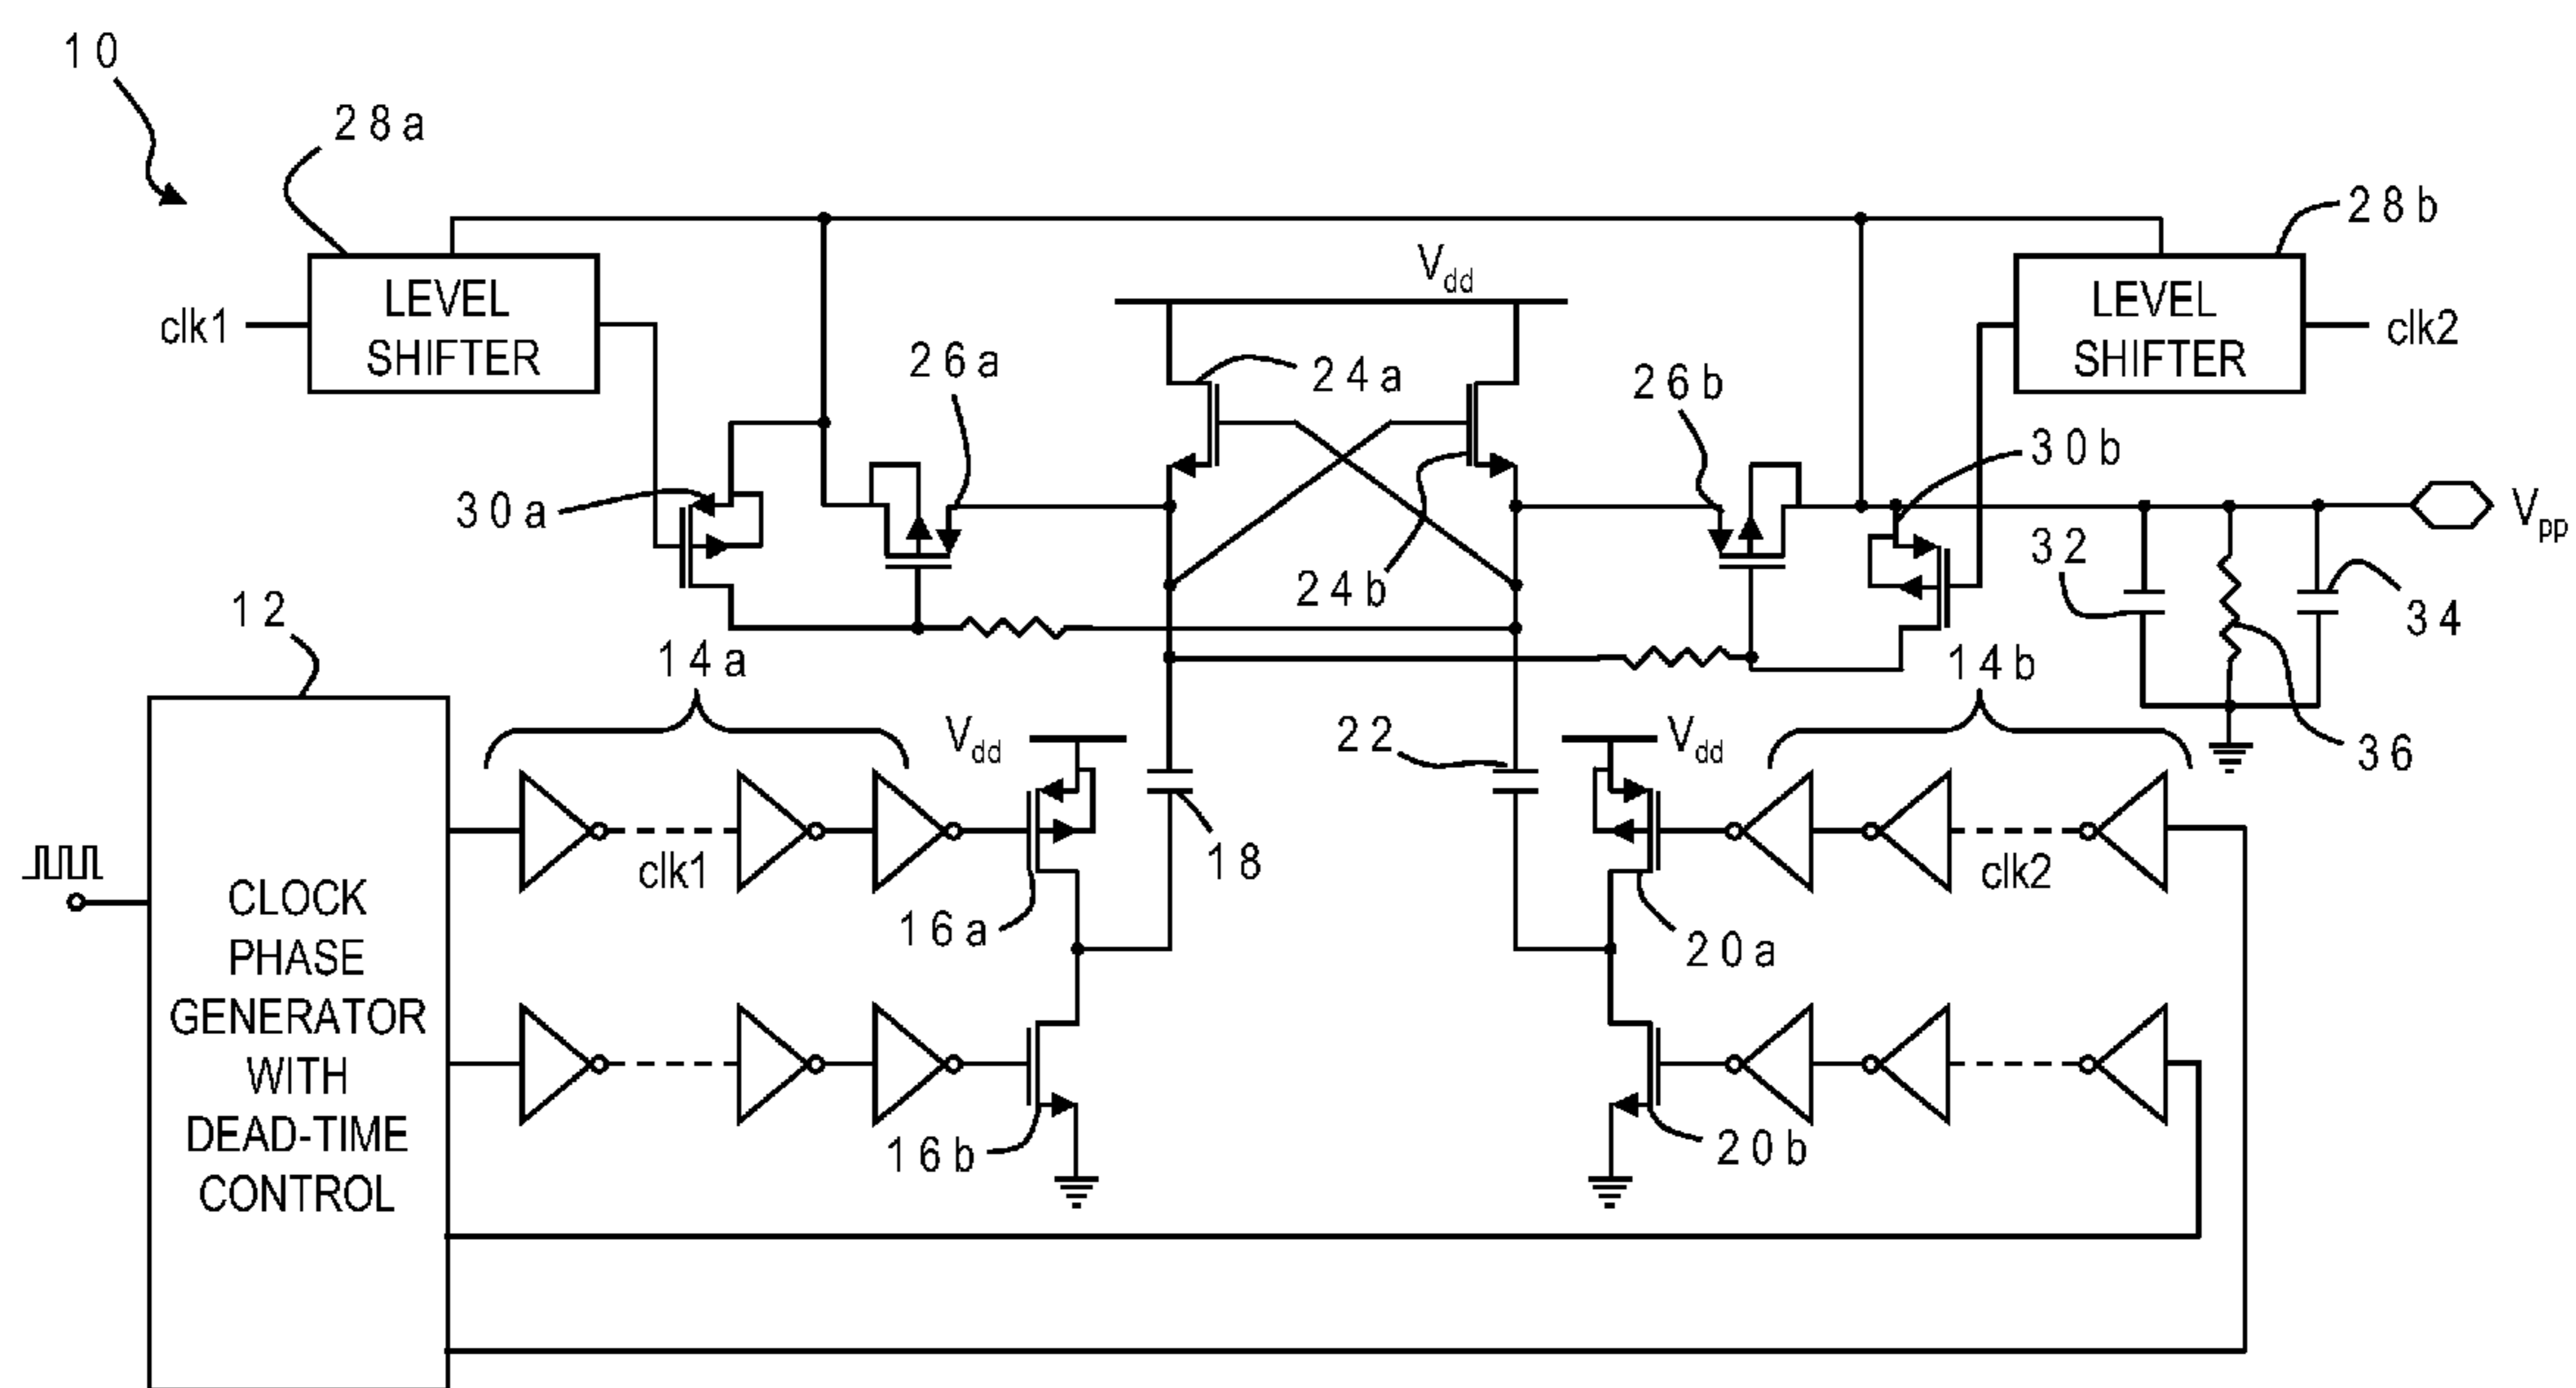 10
28a
28b
LEVEL
SHIFTER
clk1
Vdd
LEVEL
SHIFTER
clk2
26a
24a
26b
30a
30b
24b
32
34
Vpp
12
14a
14b
36
Vdd
22
Vdd
clk1
18
clk2
16a
20a
16b
20b
CLOCK
PHASE
GENERATOR
WITH
DEAD-TIME
CONTROL